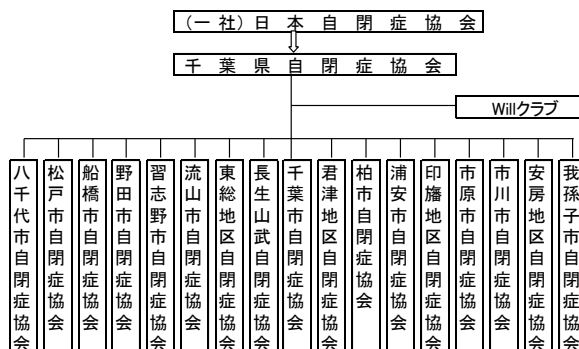 (一社)日本自閉症協会
千葉県自閉症協会
Willクラブ
八千代市自閉症協会
松戸市自閉症協会
船橋市自閉症協会
野田市自閉症協会
習志野市自閉症協会
流山市自閉症協会
東総地区自閉症協会
長生山武自閉症協会
千葉市自閉症協会
君津地区自閉症協会
柏市自閉症協会
浦安市自閉症協会
印旛地区自閉症協会
市原市自閉症協会
市川市自閉症協会
安房地区自閉症協会
我孫子市自閉症協会